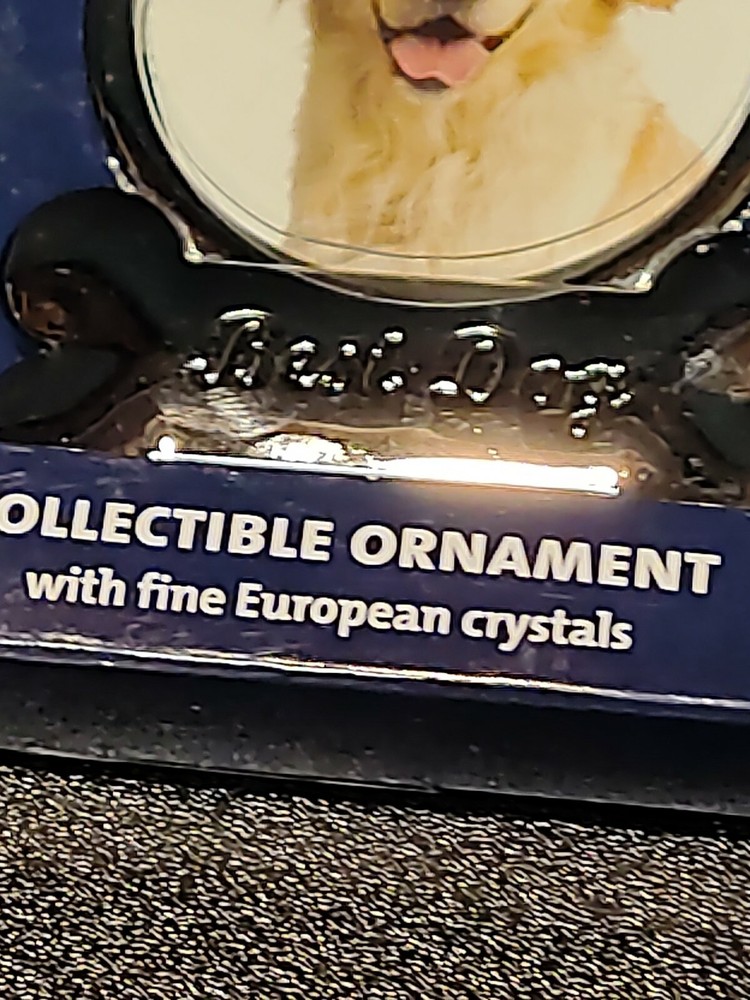 Best Dog
OLLECTIBLE ORNAMENT
with fine European crystals